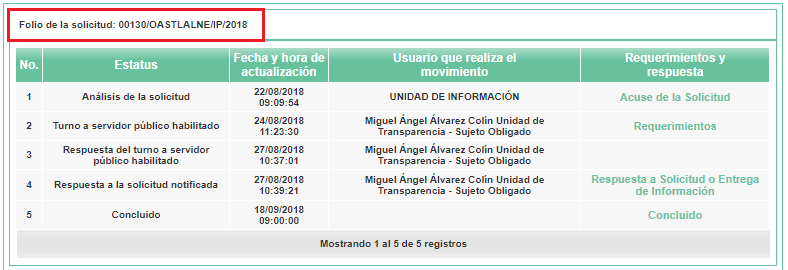 Folio de la solicitud: 00130/OASTLALNE/IP/2018
No. Estatus Fecha y hora de actualización Usuario que realiza el movimiento Requerimientos y respuesta
1 Análisis de la solicitud 22/08/2018 09:09:54 UNIDAD DE INFORMACIÓN Acuse de la Solicitud
2 Turno a servidor público habilitado 24/08/2018 11:23:30 Miguel Ángel Álvarez Colín Unidad de Transparencia - Sujeto Obligado Requerimientos
3 Respuesta del turno a servidor público habilitado 27/08/2018 10:37:01 Miguel Ángel Álvarez Colín Unidad de Transparencia - Sujeto Obligado
4 Respuesta a la solicitud notificada 27/08/2018 10:39:21 Miguel Ángel Álvarez Colín Unidad de Transparencia - Sujeto Obligado Respuesta a Solicitud o Entrega de Información
5 Concluido 18/09/2018 09:00:00 Concluido
Mostrando 1 al 5 de 5 registros